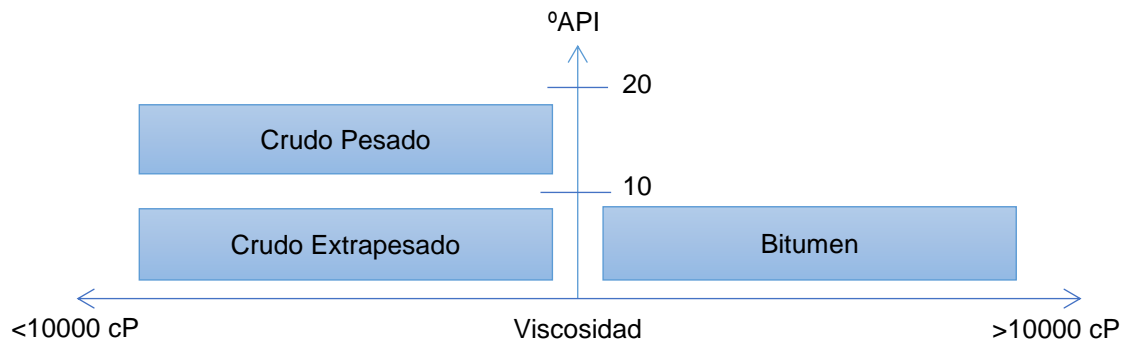 ºAPI
20
Crudo Pesado
10
Crudo Extrapesado
Bitumen
<10000 cP
Viscosidad
>10000 cP